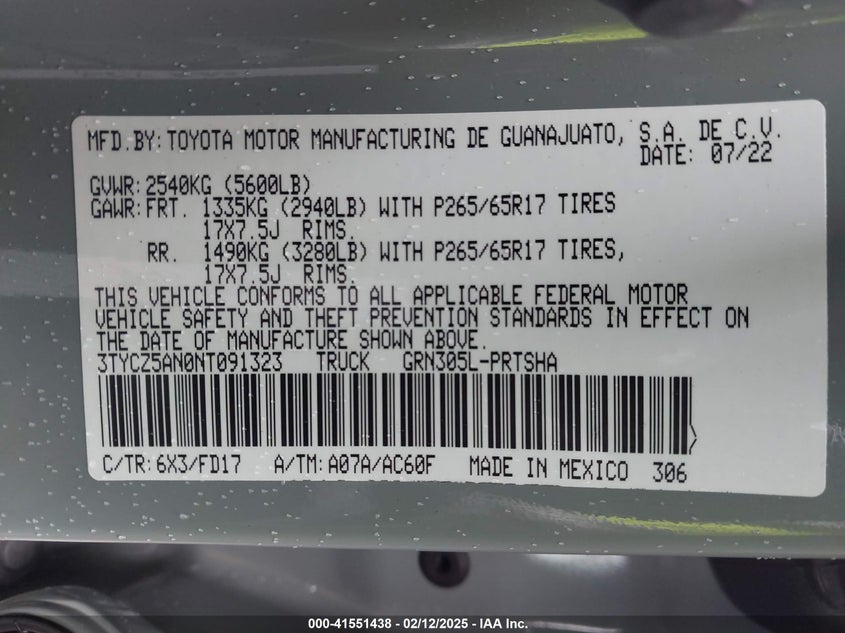 MFD.BY: TOYOTA MOTOR MANUFACTURING DE GUANAJUATO, S.A. DE C.V.
DATE: 07/22
GVWR: 2540KG (5600LB)
GAWR: FRT. 1335KG (2940LB) WITH P265/65R17 TIRES
17X7.5J RIMS.
RR. 1490KG (3280LB) WITH P265/65R17 TIRES,
17X7.5J RIMS.
THIS VEHICLE CONFORMS TO ALL APPLICABLE FEDERAL MOTOR
VEHICLE SAFETY AND THEFT PREVENTION STANDARDS IN EFFECT ON
THE DATE OF MANUFACTURE SHOWN ABOVE.
3TYCZ5AN0NT091323 TRUCK GRN305L-PRTSHA
C/TR: 6X3/FD17 A/TM: A07A/AC60F MADE IN MEXICO 306
000-41551438 - 02/12/2025 - IAA Inc.